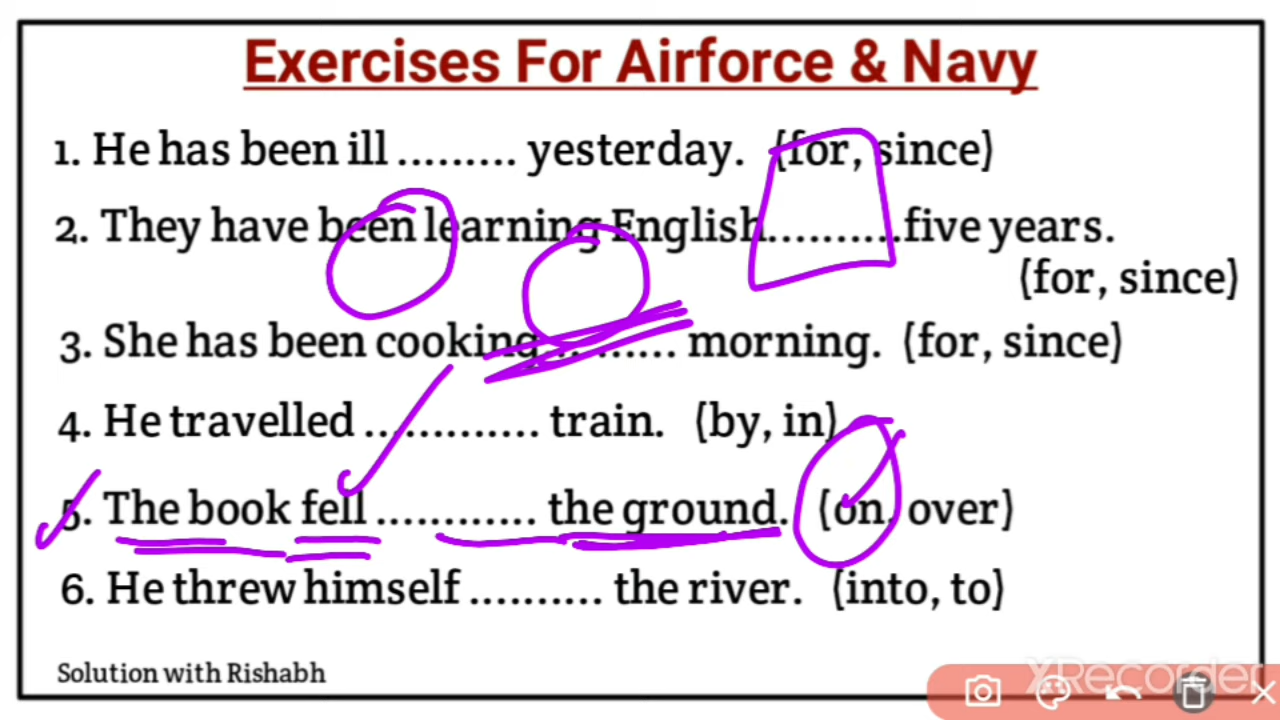 Exercises For Airforce & Navy
1. He has been ill ......... yesterday. (for, since)
2. They have been learning English..........five years.
(for, since)
3. She has been cooking.......... morning. (for, since)
4. He travelled ............. train. (by, in)
5. The book fell ............ the ground. (on, over)
6. He threw himself .......... the river. (into, to)
Solution with Rishabh
XRecorder